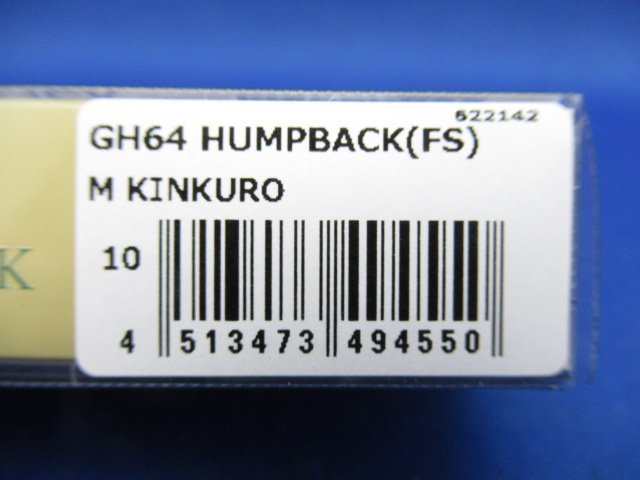 622142
GH64 HUMPBACK(FS)
M KINKURO
10
4 513473 494550
K